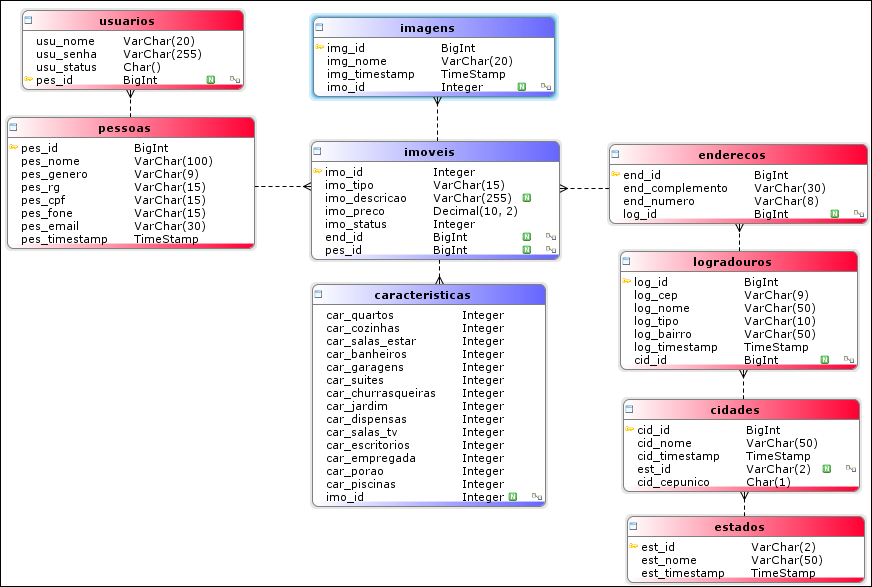 usuarios
usu_nome VarChar(20)
usu_senha VarChar(255)
usu_status Char()
pes_id BigInt N
pessoas
pes_id BigInt
pes_nome VarChar(100)
pes_genero VarChar(9)
pes_rg VarChar(15)
pes_cpf VarChar(15)
pes_fone VarChar(15)
pes_email VarChar(30)
pes_timestamp TimeStamp
imagens
img_id BigInt
img_nome VarChar(20)
img_timestamp TimeStamp
imo_id Integer N
imoveis
imo_id Integer
imo_tipo VarChar(15)
imo_descricao VarChar(255) N
imo_preco Decimal(10, 2)
imo_status Integer
end_id BigInt N
pes_id BigInt N
caracteristicas
car_quartos Integer
car_cozinhas Integer
car_salas_estar Integer
car_banheiros Integer
car_garagens Integer
car_suites Integer
car_churrasqueiras Integer
car_jardim Integer
car_dispensas Integer
car_salas_tv Integer
car_escritorios Integer
car_empregada Integer
car_porao Integer
car_piscinas Integer
imo_id Integer N
enderecos
end_id BigInt
end_complemento VarChar(30)
end_numero VarChar(8)
log_id BigInt N
logradouros
log_id BigInt
log_cep VarChar(9)
log_nome VarChar(50)
log_tipo VarChar(10)
log_bairro VarChar(50)
log_timestamp TimeStamp
cid_id BigInt N
cidades
cid_id BigInt
cid_nome VarChar(50)
cid_timestamp TimeStamp
est_id VarChar(2) N
cid_cepunico Char(1)
estados
est_id VarChar(2)
est_nome VarChar(50)
est_timestamp TimeStamp